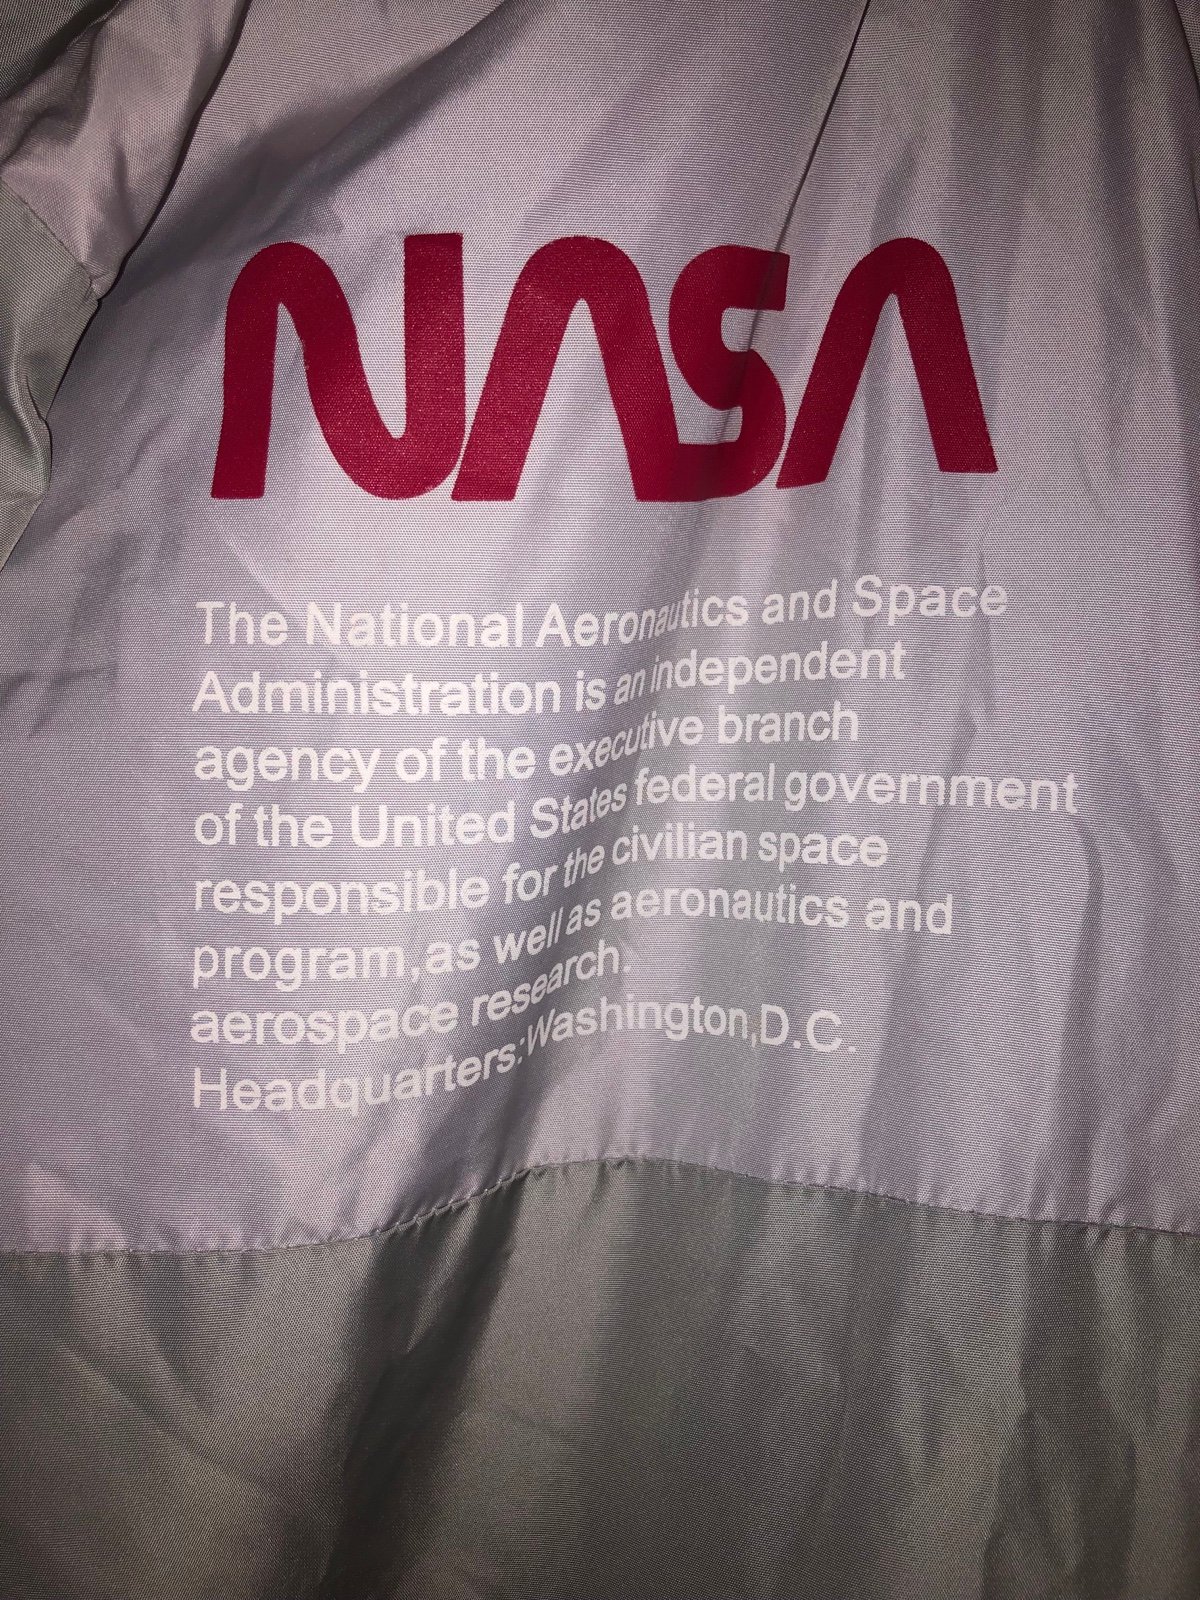 NASA
The National Aeronautics and Space
Administration is an independent
agency of the executive branch
of the United States federal government
responsible for the civilian space
program,as well as aeronautics and
aerospace research.
Headquarters:Washington,D.C.